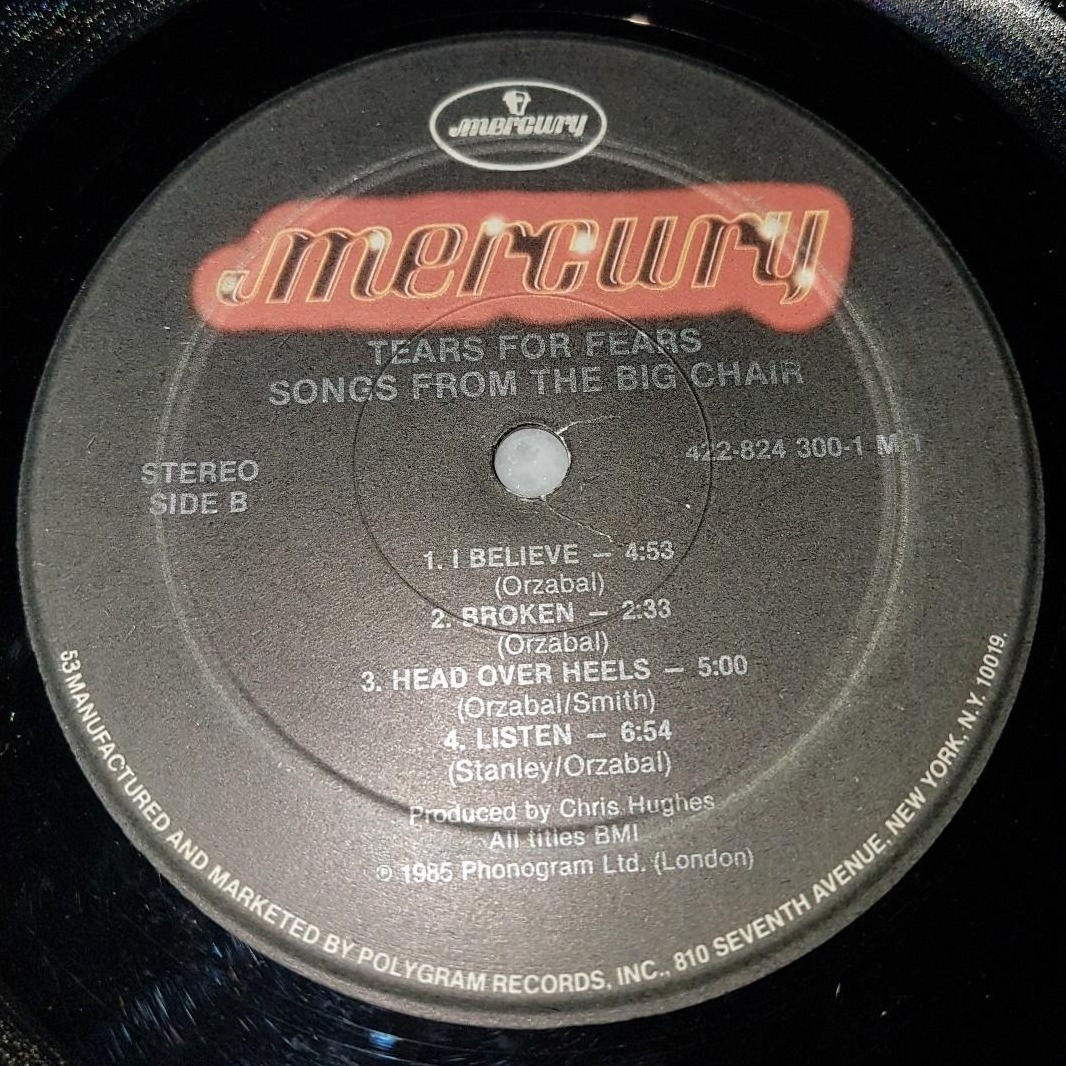 mercury
mercury
TEARS FOR FEARS
SONGS FROM THE BIG CHAIR
422-824 300-1 M-1
STEREO
SIDE B
1. I BELIEVE — 4:53
(Orzabal)
2. BROKEN — 2:33
(Orzabal)
3. HEAD OVER HEELS — 5:00
(Orzabal/Smith)
4. LISTEN — 6:54
(Stanley/Orzabal)
Produced by Chris Hughes
All titles BMI
℗ 1985 Phonogram Ltd. (London)
53 MANUFACTURED AND MARKETED BY POLYGRAM RECORDS, INC., 810 SEVENTH AVENUE, NEW YORK, N.Y. 10019.